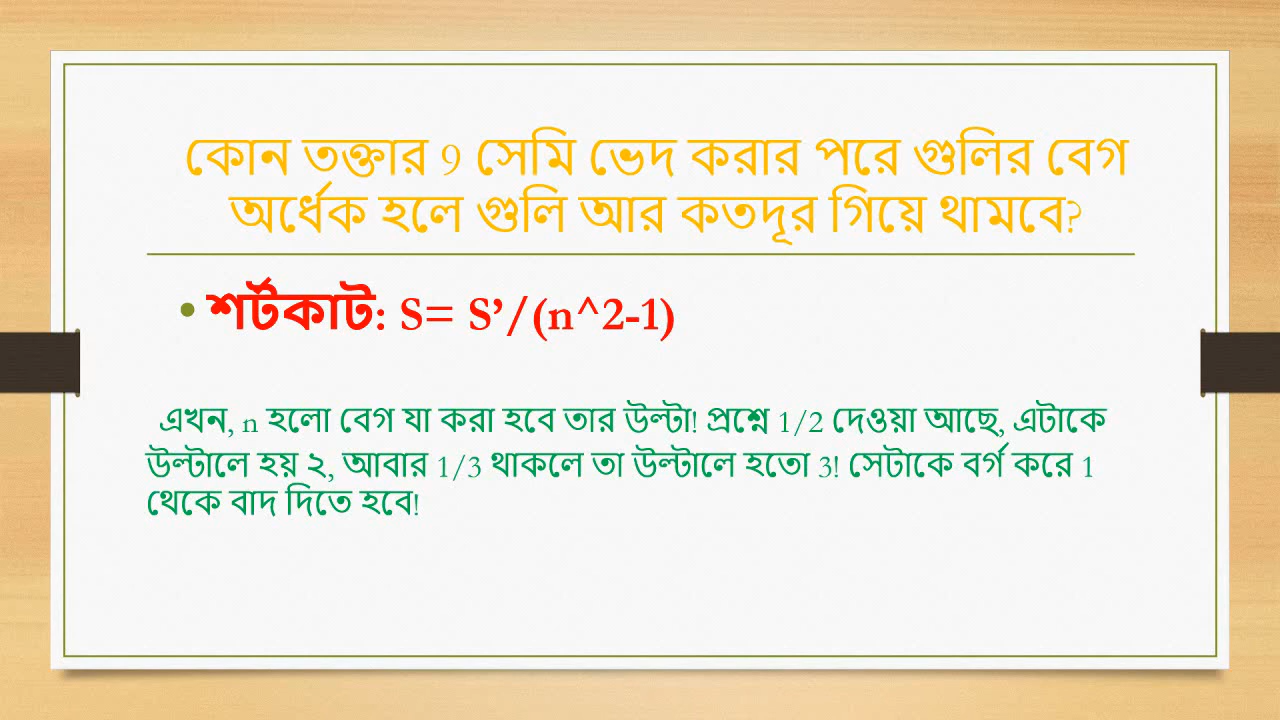 কোন তক্তার 9 সেমি ভেদ করার পরে গুলির বেগ
অর্ধেক হলে গুলি আর কতদূর গিয়ে থামবে?
• শর্টকাট: S= S’/(n^2-1)
এখন, n হলো বেগ যা করা হবে তার উল্টা! প্রশ্নে 1/2 দেওয়া আছে, এটাকে
উল্টালে হয় ২, আবার 1/3 থাকলে তা উল্টালে হতো 3! সেটাকে বর্গ করে 1
থেকে বাদ দিতে হবে!